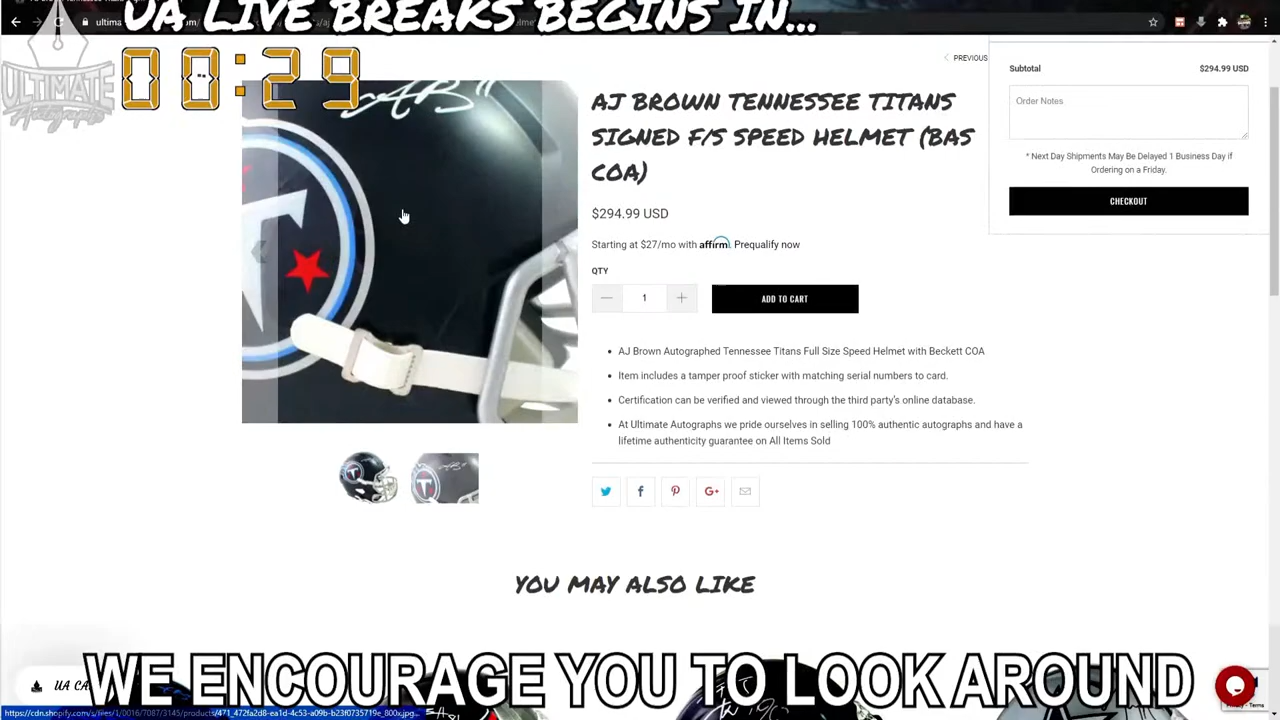 UA LIVE BREAKS BEGINS IN...
00:29
ULTIMATE
Autographs
PREVIOUS
AJ BROWN TENNESSEE TITANS
SIGNED F/S SPEED HELMET (BAS
COA)
$294.99 USD
Starting at $27/mo with affirm. Prequalify now
QTY
1
ADD TO CART
• AJ Brown Autographed Tennessee Titans Full Size Speed Helmet with Beckett COA
• Item includes a tamper proof sticker with matching serial numbers to card.
• Certification can be verified and viewed through the third party's online database.
• At Ultimate Autographs we pride ourselves in selling 100% authentic autographs and have a
lifetime authenticity guarantee on All Items Sold
Subtotal $294.99 USD
Order Notes
* Next Day Shipments May Be Delayed 1 Business Day if
Ordering on a Friday.
CHECKOUT
YOU MAY ALSO LIKE
WE ENCOURAGE YOU TO LOOK AROUND
UA CA
Privacy - Terms